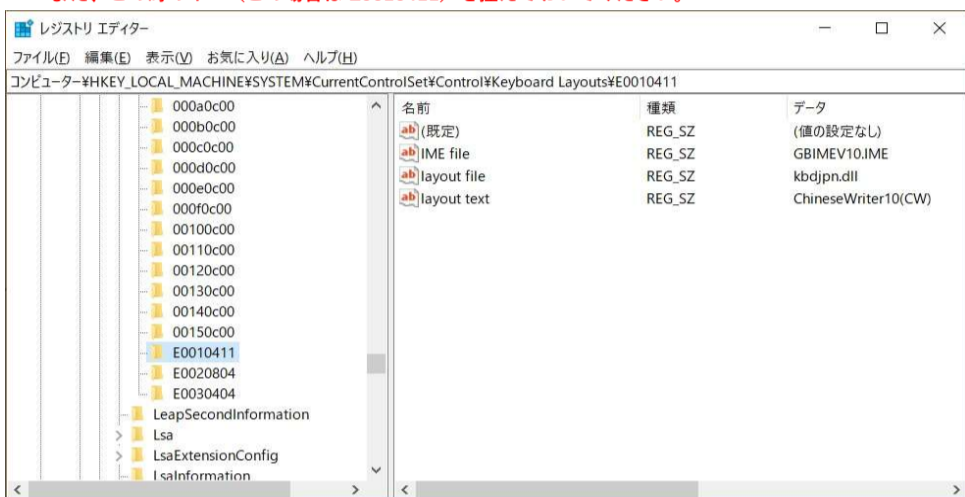 レジストリ エディター
ファイル(F) 編集(E) 表示(V) お気に入り(A) ヘルプ(H)
コンピューター¥HKEY_LOCAL_MACHINE¥SYSTEM¥CurrentControlSet¥Control¥Keyboard Layouts¥E0010411
000a0c00
000b0c00
000c0c00
000d0c00
000e0c00
000f0c00
00100c00
00110c00
00120c00
00130c00
00140c00
00150c00
E0010411
E0020804
E0030404
LeapSecondInformation
Lsa
LsaExtensionConfig
LsaInformation
名前 種類 データ
(既定) REG_SZ (値の設定なし)
IME file REG_SZ GBIMEV10.IME
layout file REG_SZ kbdjpn.dll
layout text REG_SZ ChineseWriter10(CW)